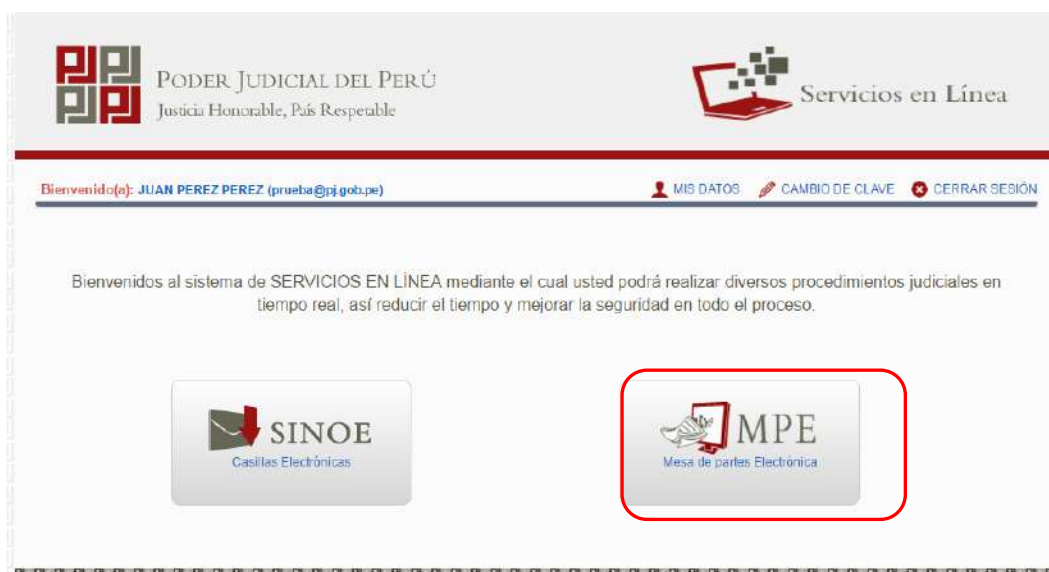 PODER JUDICIAL DEL PERÚ
Justicia Honorable, País Respetable
Servicios en Línea
Bienvenido(a): JUAN PEREZ PEREZ (prueba@pj.gob.pe)
MIS DATOS CAMBIO DE CLAVE CERRAR SESIÓN
Bienvenidos al sistema de SERVICIOS EN LÍNEA mediante el cual usted podrá realizar diversos procedimientos judiciales en
tiempo real, así reducir el tiempo y mejorar la seguridad en todo el proceso.
SINOE
Casillas Electrónicas
MPE
Mesa de partes Electrónica